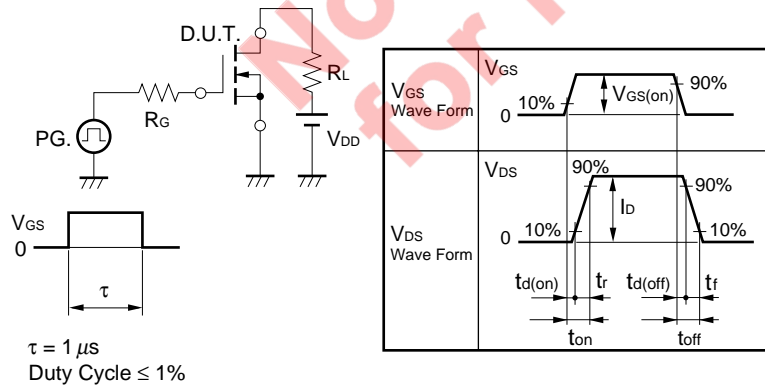 D.U.T.
RL
RG
PG.
VDD
VGS
0
τ
τ = 1 μs
Duty Cycle ≤ 1%
VGS
Wave Form
VGS
10%
0
VGS(on)
90%
VDS
Wave Form
VDS
90%
90%
10%
0
ID
10%
td(on)
tr
td(off)
tf
ton
toff
No
for